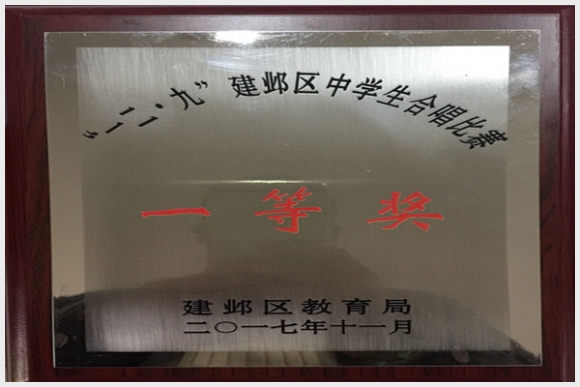 “一二·九”建邺区中学生合唱比赛
一等奖
建邺区教育局
二〇一七年十一月